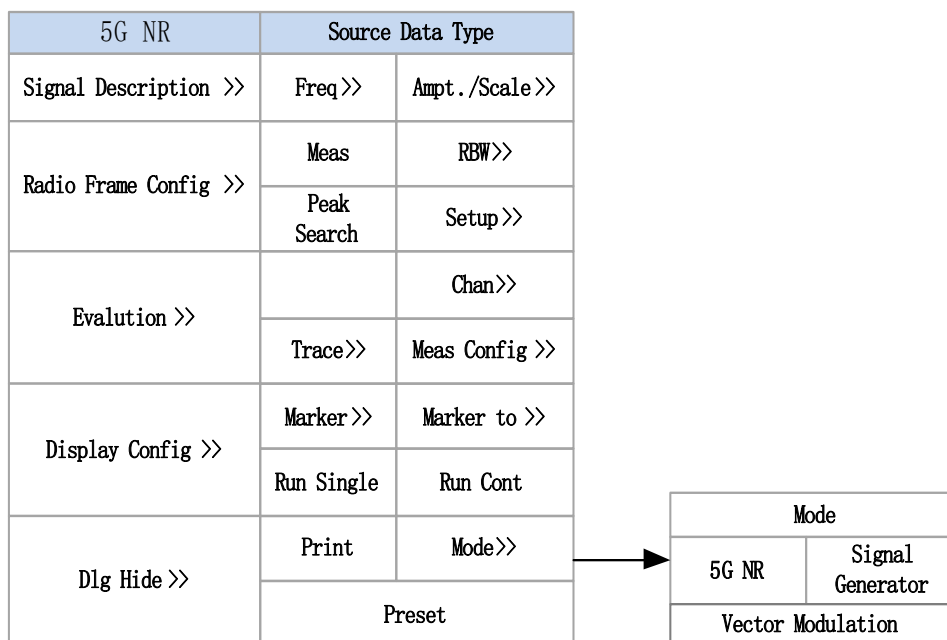 5G NR
Source Data Type
Signal Description >>
Freq>>
Ampt./Scale>>
Radio Frame Config >>
Meas
RBW>>
Peak
Search
Setup>>
Evalution >>
Chan>>
Trace>>
Meas Config >>
Display Config >>
Marker>>
Marker to >>
Run Single
Run Cont
Dlg Hide>>
Print
Mode>>
Preset
Mode
5G NR
Signal
Generator
Vector Modulation